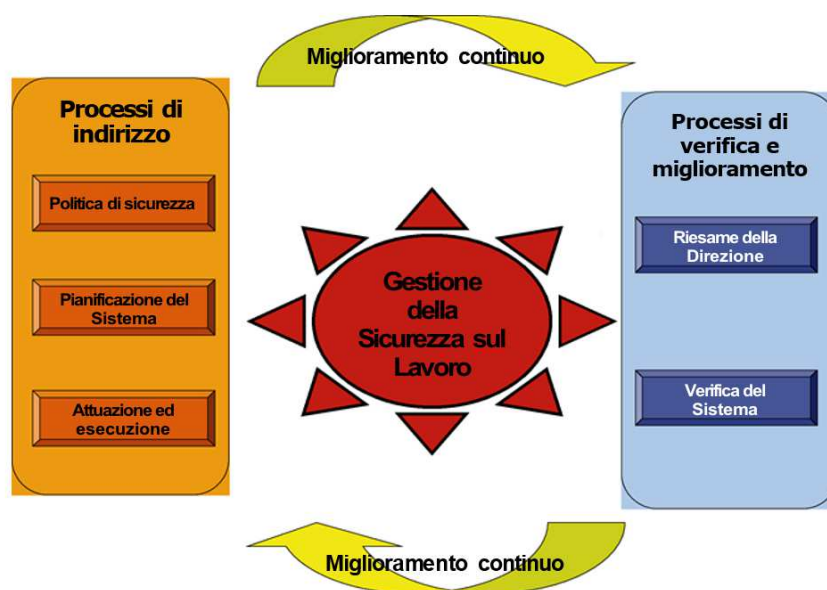 Miglioramento continuo
Processi di
indirizzo
Politica di sicurezza
Pianificazione del
Sistema
Attuazione ed
esecuzione
Gestione
della
Sicurezza sul
Lavoro
Processi di
verifica e
miglioramento
Riesame della
Direzione
Verifica del
Sistema
Miglioramento continuo